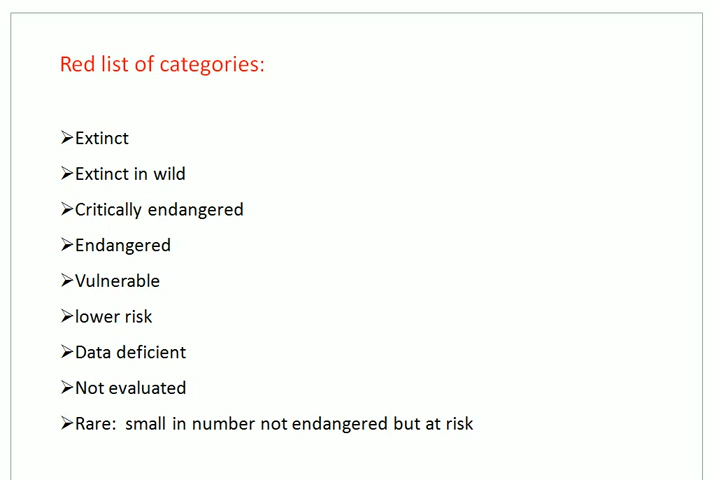 Red list of categories:
➢Extinct
➢Extinct in wild
➢Critically endangered
➢Endangered
➢Vulnerable
➢lower risk
➢Data deficient
➢Not evaluated
➢Rare:  small in number not endangered but at risk